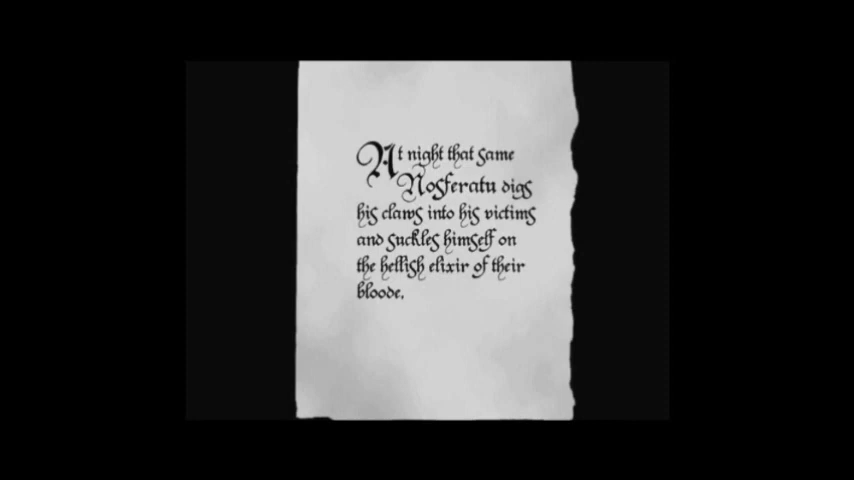 At night that same
Nosferatu digs
his claws into his victims
and suckles himself on
the hellish elixir of their
bloode.